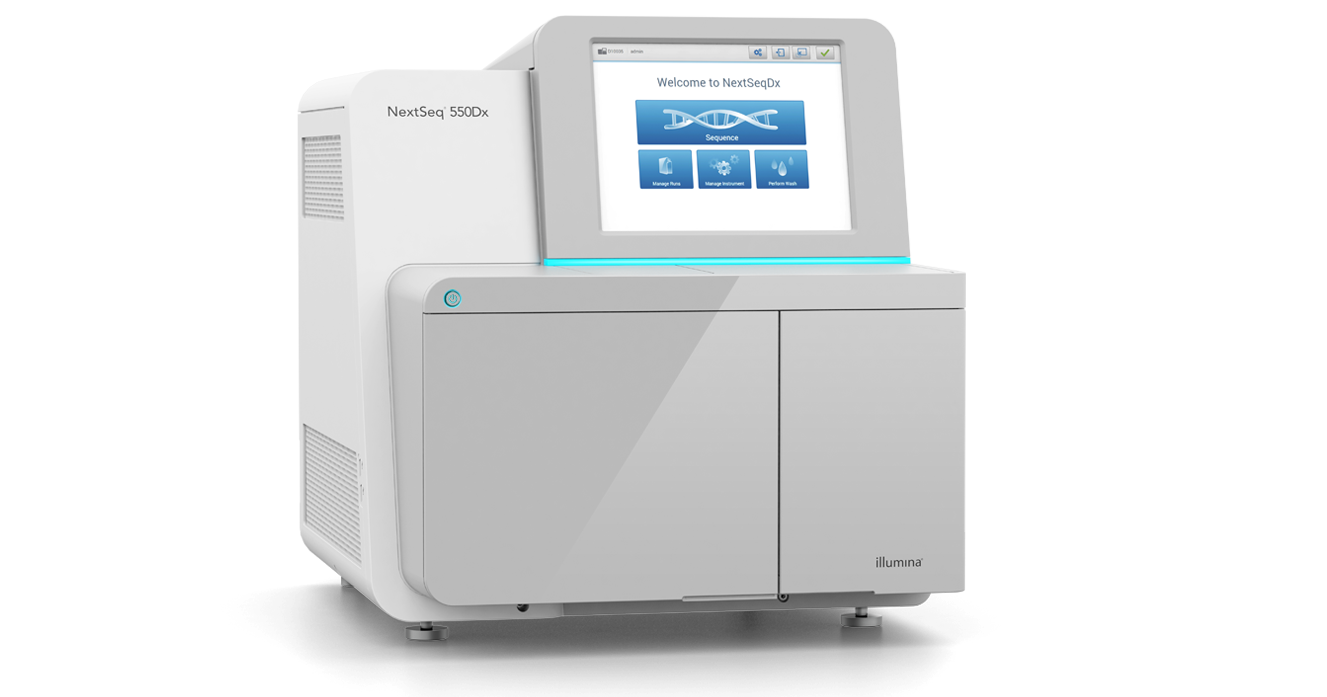 NextSeq® 550Dx
Welcome to NextSeqDx
Sequence
Manage Runs
Manage Instrument
Perform Wash
illumina®